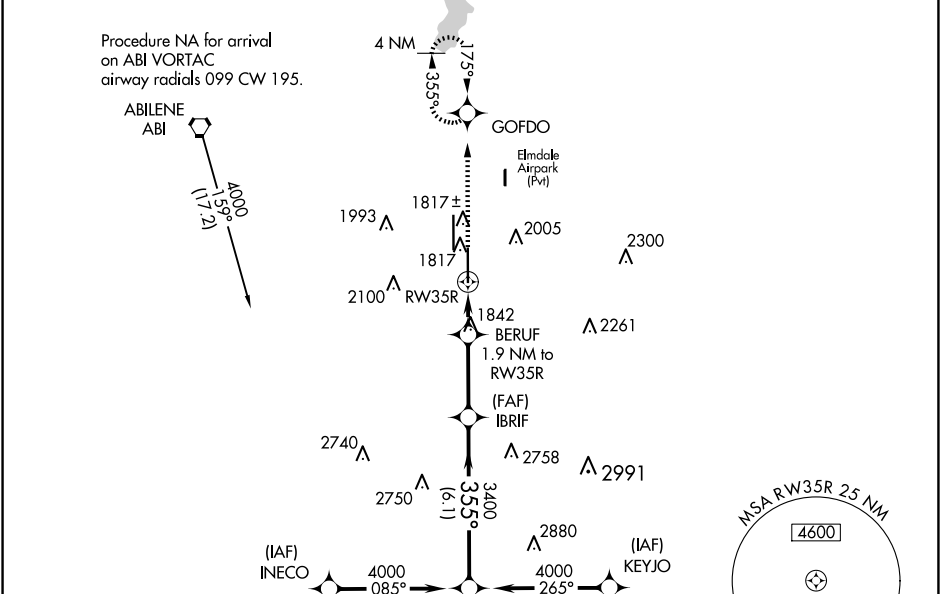 Procedure NA for arrival
on ABI VORTAC
airway radials 099 CW 195.
ABILENE
ABI
4000
159°
(17.2)
4 NM
355°
175°
GOFDO
Elmdale
Airpark
(Pvt)
1993
1817±
2005
2300
1817
2100
RW35R
1842
BERUF
1.9 NM to
RW35R
2261
(FAF)
IBRIF
2740
2758
2991
2750
3400
355°
(6.1)
2880
(IAF)
INECO
4000
085°
4000
265°
(IAF)
KEYJO
MSA RW35R 25 NM
4600